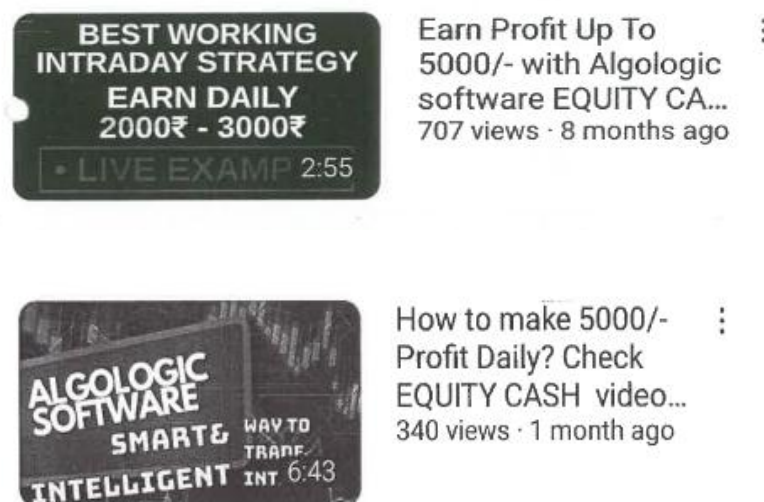 BEST WORKING
INTRADAY STRATEGY
EARN DAILY
2000₹ - 3000₹
• LIVE EXAMP 2:55
Earn Profit Up To
5000/- with Algologic
software EQUITY CA...
707 views · 8 months ago
ALGOLOGIC
SOFTWARE
SMART&
INTELLIGENT
WAY TO
TRADE
INT 6:43
How to make 5000/-
Profit Daily? Check
EQUITY CASH video...
340 views · 1 month ago